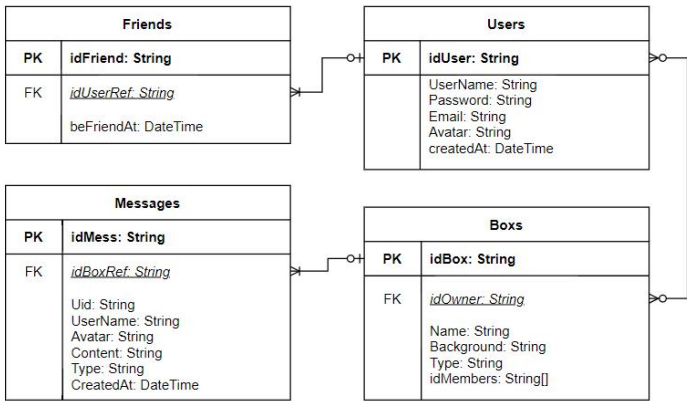 Friends
PK idFriend: String
FK idUserRef: String
beFriendAt: DateTime
Users
PK idUser: String
UserName: String
Password: String
Email: String
Avatar: String
createdAt: DateTime
Messages
PK idMess: String
FK idBoxRef: String
Uid: String
UserName: String
Avatar: String
Content: String
Type: String
CreatedAt: DateTime
Boxs
PK idBox: String
FK idOwner: String
Name: String
Background: String
Type: String
idMembers: String[]